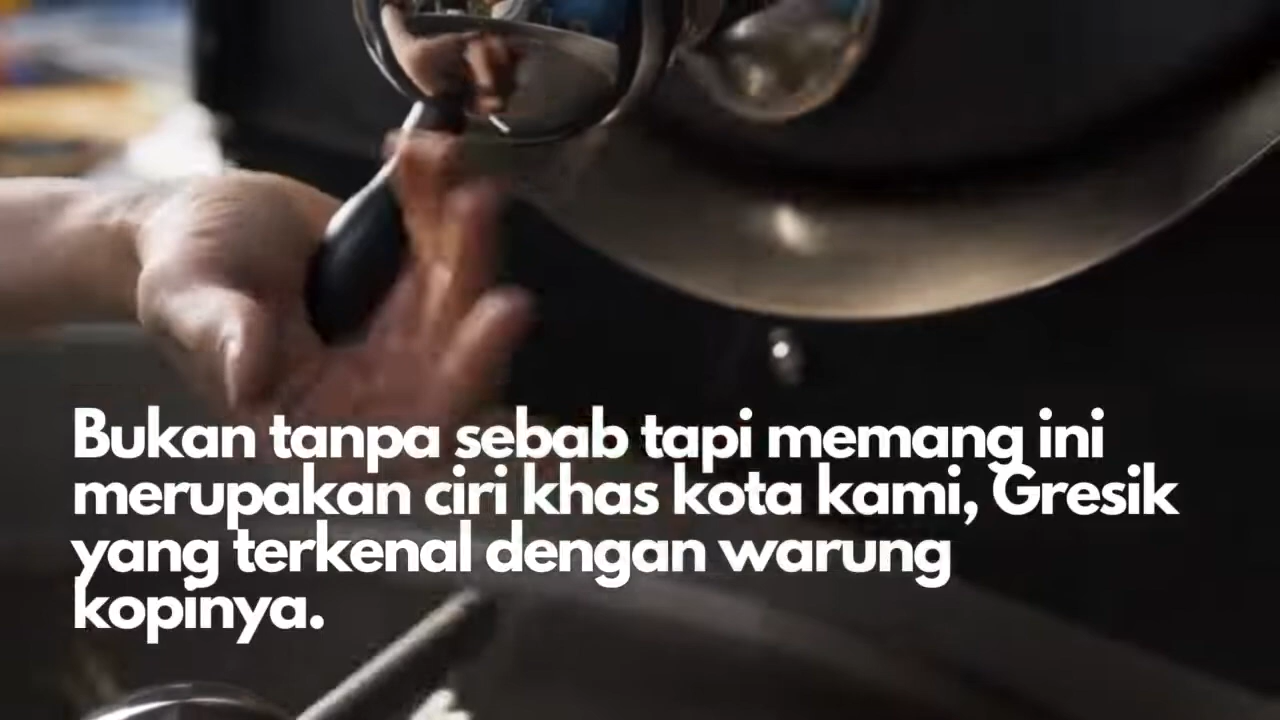 Bukan tanpa sebab tapi memang ini
merupakan ciri khas kota kami, Gresik
yang terkenal dengan warung
kopinya.